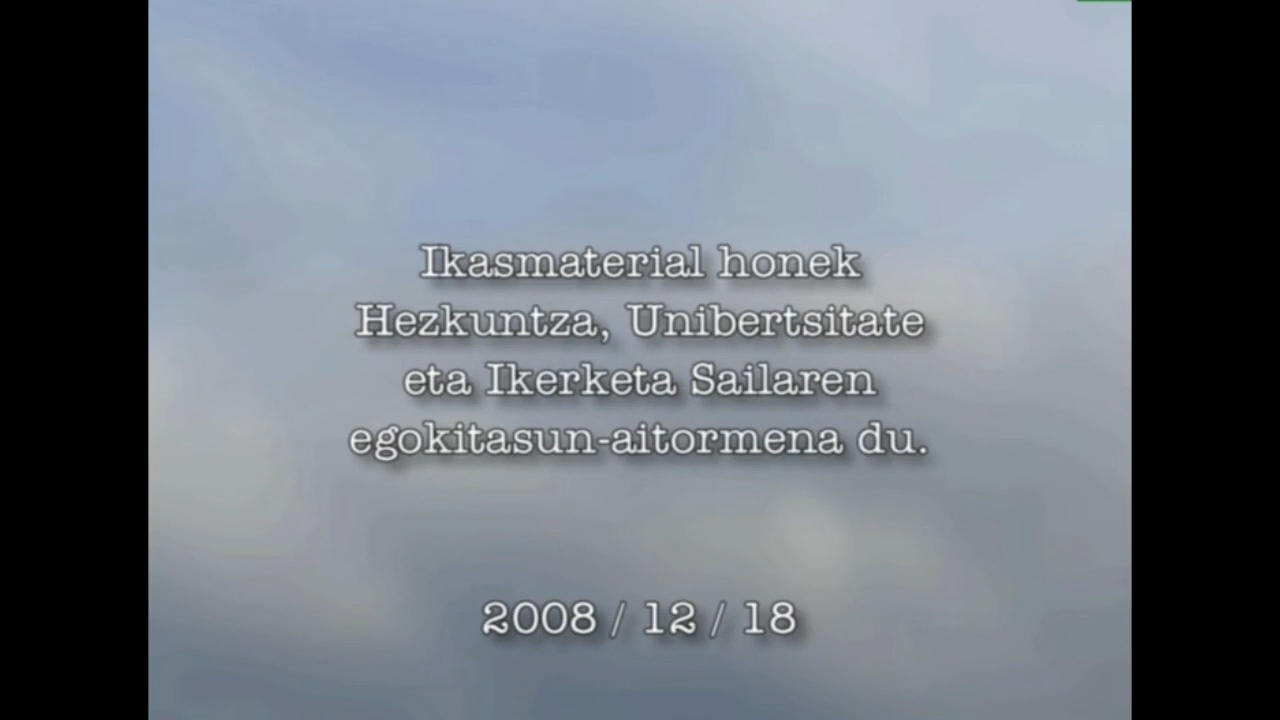 Ikasmaterial honek
Hezkuntza, Unibertsitate
eta Ikerketa Sailaren
egokitasun-aitormena du.
2008 / 12 / 18